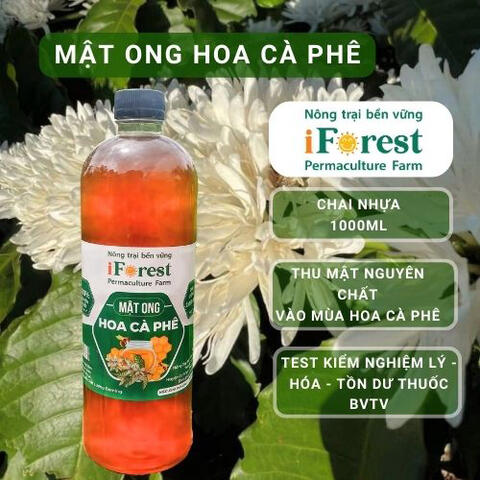 MẬT ONG HOA CÀ PHÊ
Nông trại bền vững
iForest
Permaculture Farm
CHAI NHỰA
1000ML
THU MẬT NGUYÊN
CHẤT
VÀO MÙA HOA CÀ PHÊ
TEST KIỂM NGHIỆM LÝ -
HÓA - TỒN DƯ THUỐC
BVTV
Nông trại bền vững
iForest
Permaculture Farm
MẬT ONG
HOA CÀ PHÊ